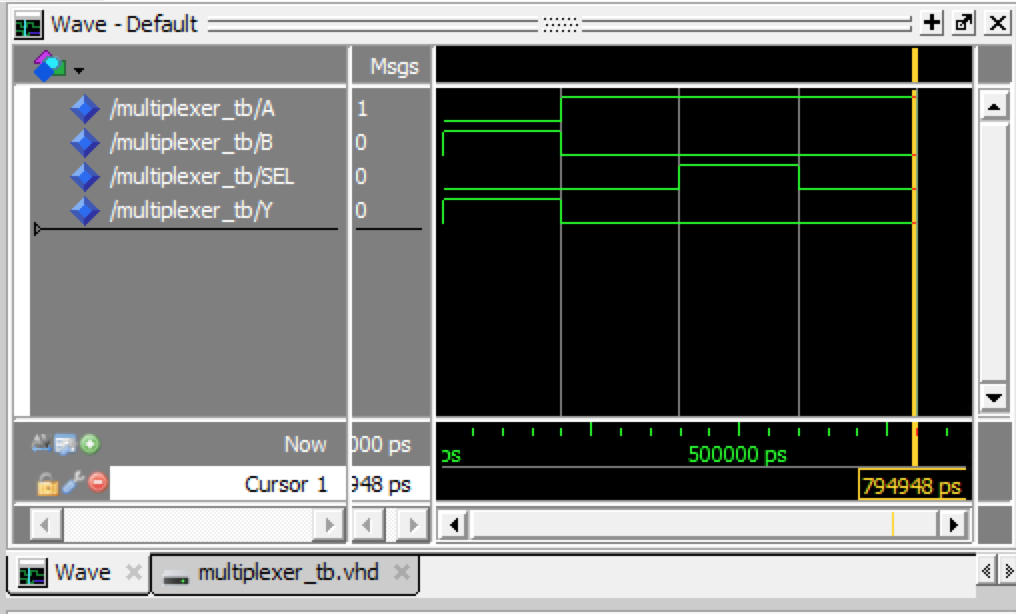 Wave - Default
Msgs
/multiplexer_tb/A 1
/multiplexer_tb/B 0
/multiplexer_tb/SEL 0
/multiplexer_tb/Y 0
Now 000 ps
ps 500000 ps
Cursor 1 948 ps
794948 ps
Wave multiplexer_tb.vhd